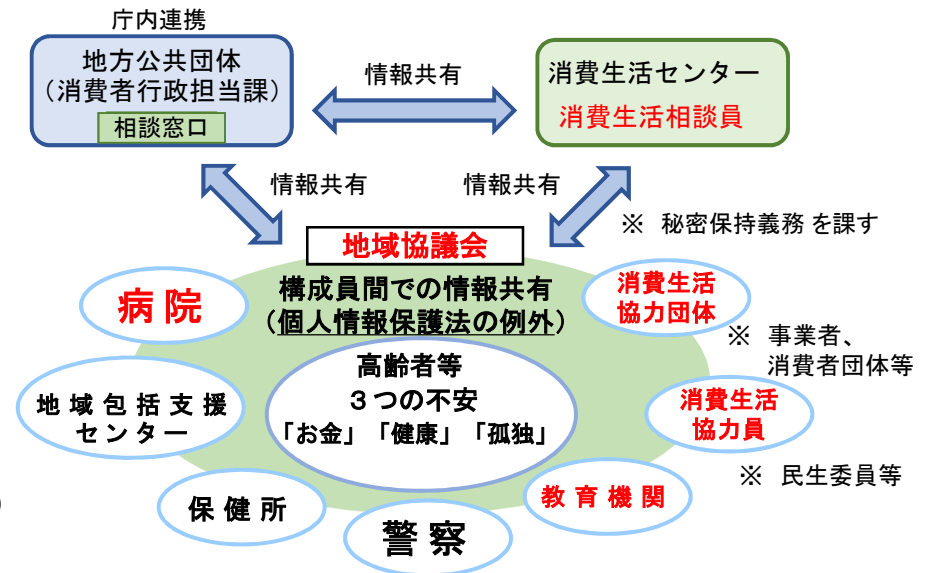 庁内連携
地方公共団体
（消費者行政担当課）
相談窓口
情報共有
消費生活センター
消費生活相談員
情報共有
情報共有
※ 秘密保持義務を課す
地域協議会
構成員間での情報共有
（個人情報保護法の例外）
病院
消費生活
協力団体
※ 事業者、
消費者団体等
高齢者等
３つの不安
「お金」「健康」「孤独」
地域包括支援
センター
消費生活
協力員
※ 民生委員等
保健所
警察
教育機関
）